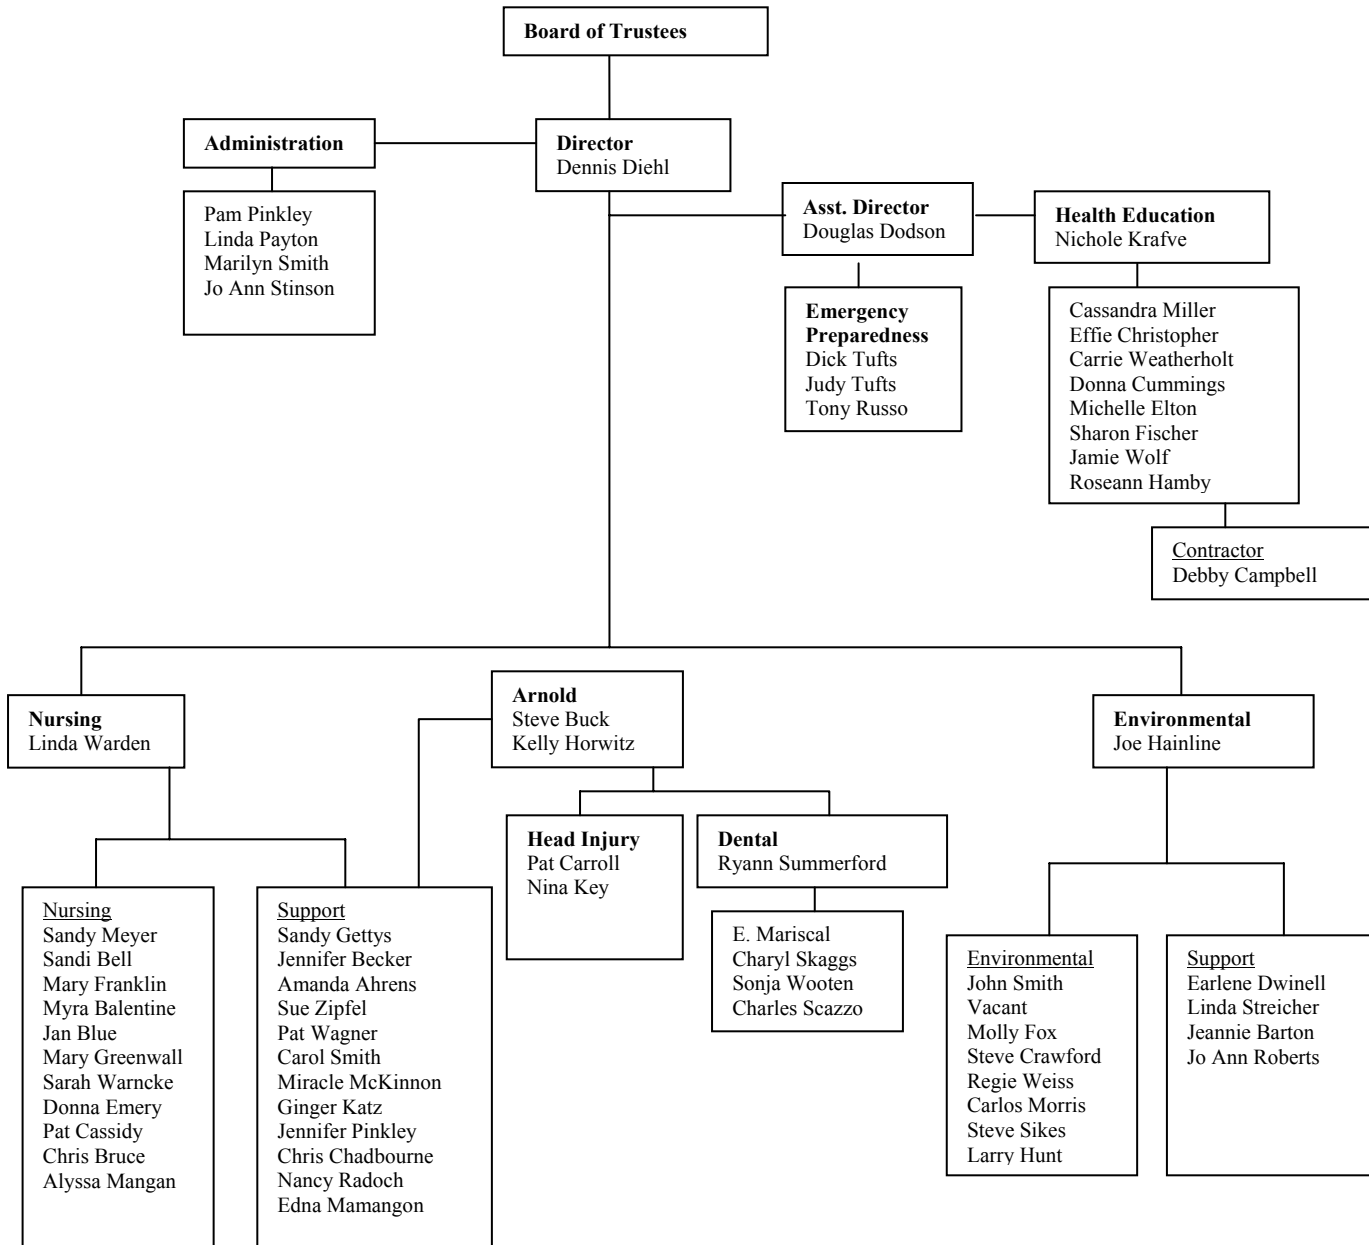 Board of Trustees
Administration
Director
Dennis Diehl
Pam Pinkley
Linda Payton
Marilyn Smith
Jo Ann Stinson
Asst. Director
Douglas Dodson
Health Education
Nichole Krafve
Emergency
Preparedness
Dick Tufts
Judy Tufts
Tony Russo
Cassandra Miller
Effie Christopher
Carrie Weatherholt
Donna Cummings
Michelle Elton
Sharon Fischer
Jamie Wolf
Roseann Hamby
Contractor
Debby Campbell
Nursing
Linda Warden
Arnold
Steve Buck
Kelly Horwitz
Environmental
Joe Hainline
Head Injury
Pat Carroll
Nina Key
Dental
Ryann Summerford
Nursing
Sandy Meyer
Sandi Bell
Mary Franklin
Myra Balentine
Jan Blue
Mary Greenwall
Sarah Warncke
Donna Emery
Pat Cassidy
Chris Bruce
Alyssa Mangan
Support
Sandy Gettys
Jennifer Becker
Amanda Ahrens
Sue Zipfel
Pat Wagner
Carol Smith
Miracle McKinnon
Ginger Katz
Jennifer Pinkley
Chris Chadbourne
Nancy Radoch
Edna Mamangon
E. Mariscal
Charyl Skaggs
Sonja Wooten
Charles Scazzo
Environmental
John Smith
Vacant
Molly Fox
Steve Crawford
Regie Weiss
Carlos Morris
Steve Sikes
Larry Hunt
Support
Earlene Dwinell
Linda Streicher
Jeannie Barton
Jo Ann Roberts